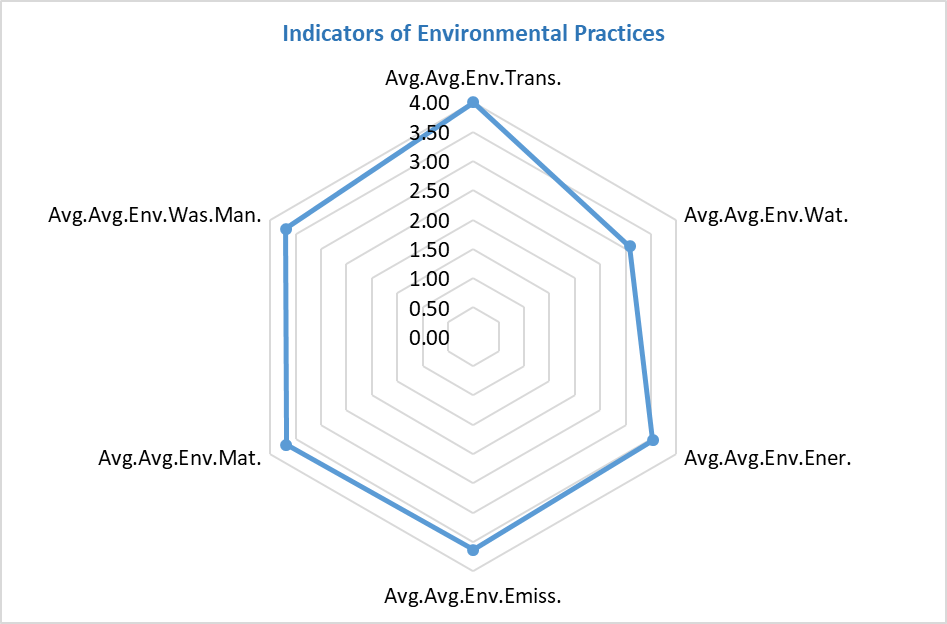 Indicators of Environmental Practices
Avg.Avg.Env.Trans.
4.00
3.50
3.00
2.50
2.00
1.50
1.00
0.50
0.00
Avg.Avg.Env.Was.Man.
Avg.Avg.Env.Wat.
Avg.Avg.Env.Mat.
Avg.Avg.Env.Ener.
Avg.Avg.Env.Emiss.